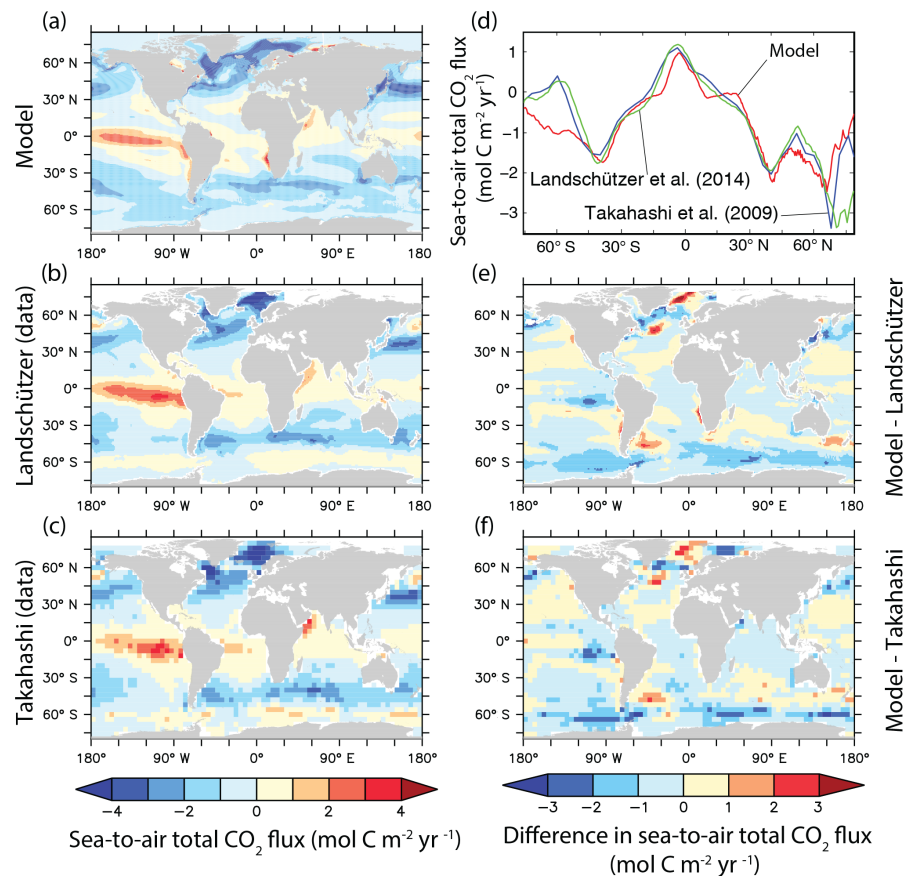 (a)
60° N
30° N
0°
30° S
60° S
180°
90° W
0°
90° E
180°
Model
(d)
1
0
−1
−2
−3
60° S
30° S
0
30° N
60° N
Sea-to-air total CO₂ flux
(mol C m⁻² yr⁻¹)
Model
Landschützer et al. (2014)
Takahashi et al. (2009)
(b)
60° N
30° N
0°
30° S
60° S
180°
90° W
0°
90° E
180°
Landschützer (data)
(e)
60° N
30° N
0°
30° S
60° S
180°
90° W
0°
90° E
180°
Model - Landschützer
(c)
60° N
30° N
0°
30° S
60° S
180°
90° W
0°
90° E
180°
Takahashi (data)
(f)
60° N
30° N
0°
30° S
60° S
180°
90° W
0°
90° E
180°
Model - Takahashi
−4 −2 0 2 4
Sea-to-air total CO₂ flux (mol C m⁻² yr ⁻¹)
−3 −2 −1 0 1 2 3
Difference in sea-to-air total CO₂ flux
(mol C m⁻² yr ⁻¹)